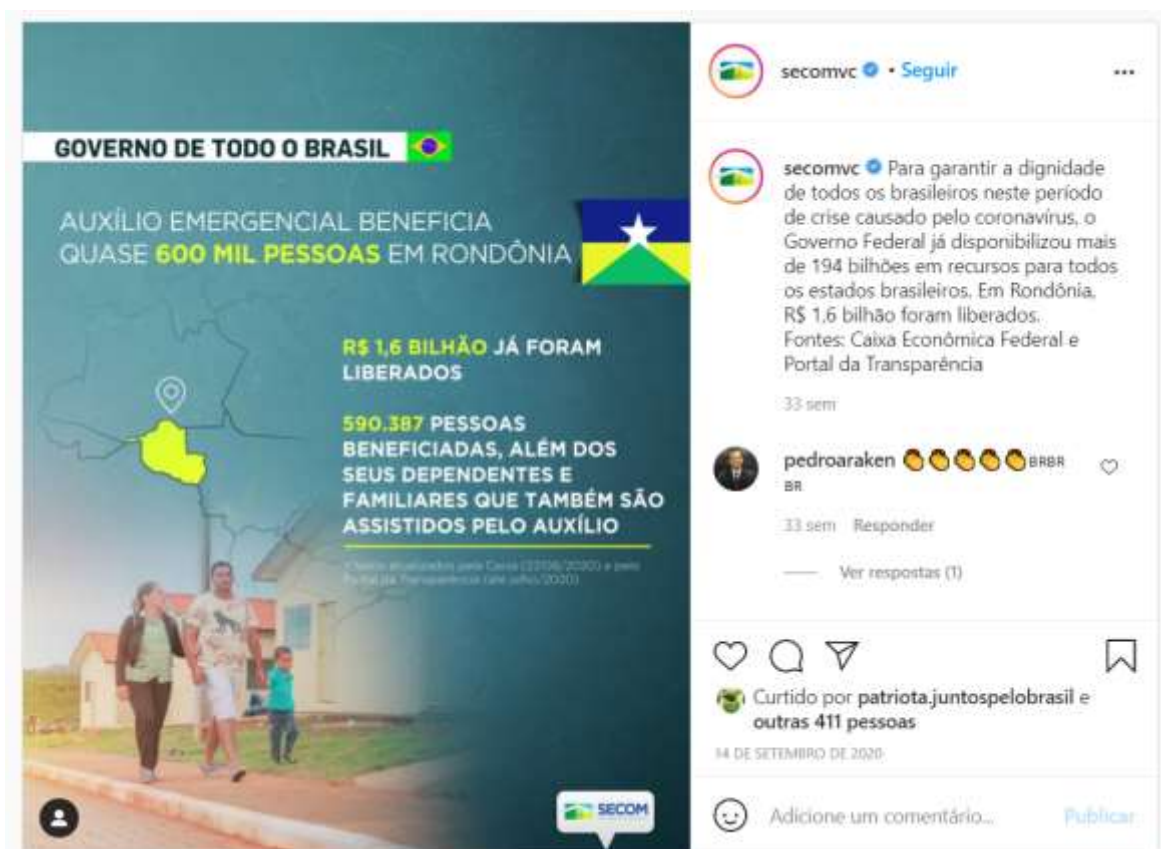 GOVERNO DE TODO O BRASIL
AUXÍLIO EMERGENCIAL BENEFICIA
QUASE 600 MIL PESSOAS EM RONDÔNIA
R$ 1,6 BILHÃO JÁ FORAM
LIBERADOS
590.387 PESSOAS
BENEFICIADAS, ALÉM DOS
SEUS DEPENDENTES E
FAMILIARES QUE TAMBÉM SÃO
ASSISTIDOS PELO AUXÍLIO
SECOM
secomvc • Seguir
secomvc Para garantir a dignidade
de todos os brasileiros neste período
de crise causado pelo coronavírus, o
Governo Federal já disponibilizou mais
de 194 bilhões em recursos para todos
os estados brasileiros. Em Rondônia,
R$ 1,6 bilhão foram liberados.
Fontes: Caixa Econômica Federal e
Portal da Transparência
33 sem
pedroaraken 👏👏👏👏👏 BRBR
BR
33 sem Responder
Ver respostas (1)
Curtido por patriota.juntospelobrasil e
outras 411 pessoas
14 DE SETEMBRO DE 2020
Adicione um comentário... Publicar